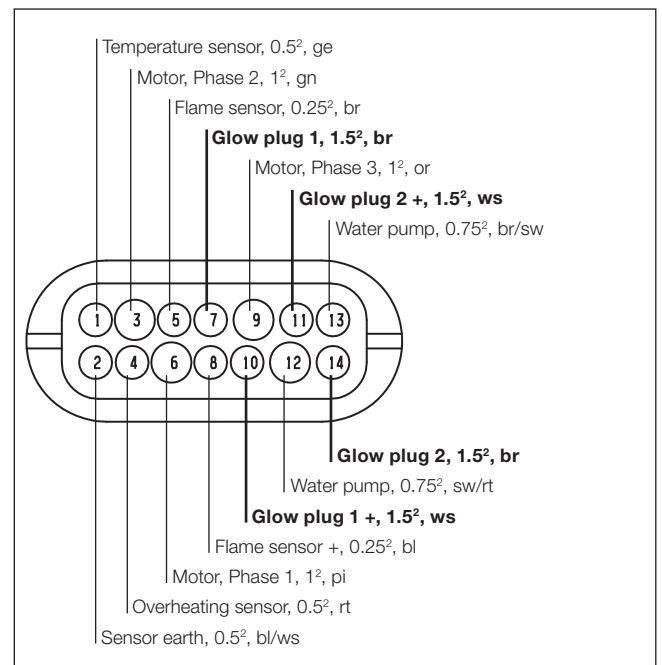 Temperature sensor, 0.5², ge
Motor, Phase 2, 1², gn
Flame sensor, 0.25², br
Glow plug 1, 1.5², br
Motor, Phase 3, 1², or
Glow plug 2 +, 1.5², ws
Water pump, 0.75², br/sw
1 3 5 7 9 11 13
2 4 6 8 10 12 14
Glow plug 2, 1.5², br
Water pump, 0.75², sw/rt
Glow plug 1 +, 1.5², ws
Flame sensor +, 0.25², bl
Motor, Phase 1, 1², pi
Overheating sensor, 0.5², rt
Sensor earth, 0.5², bl/ws